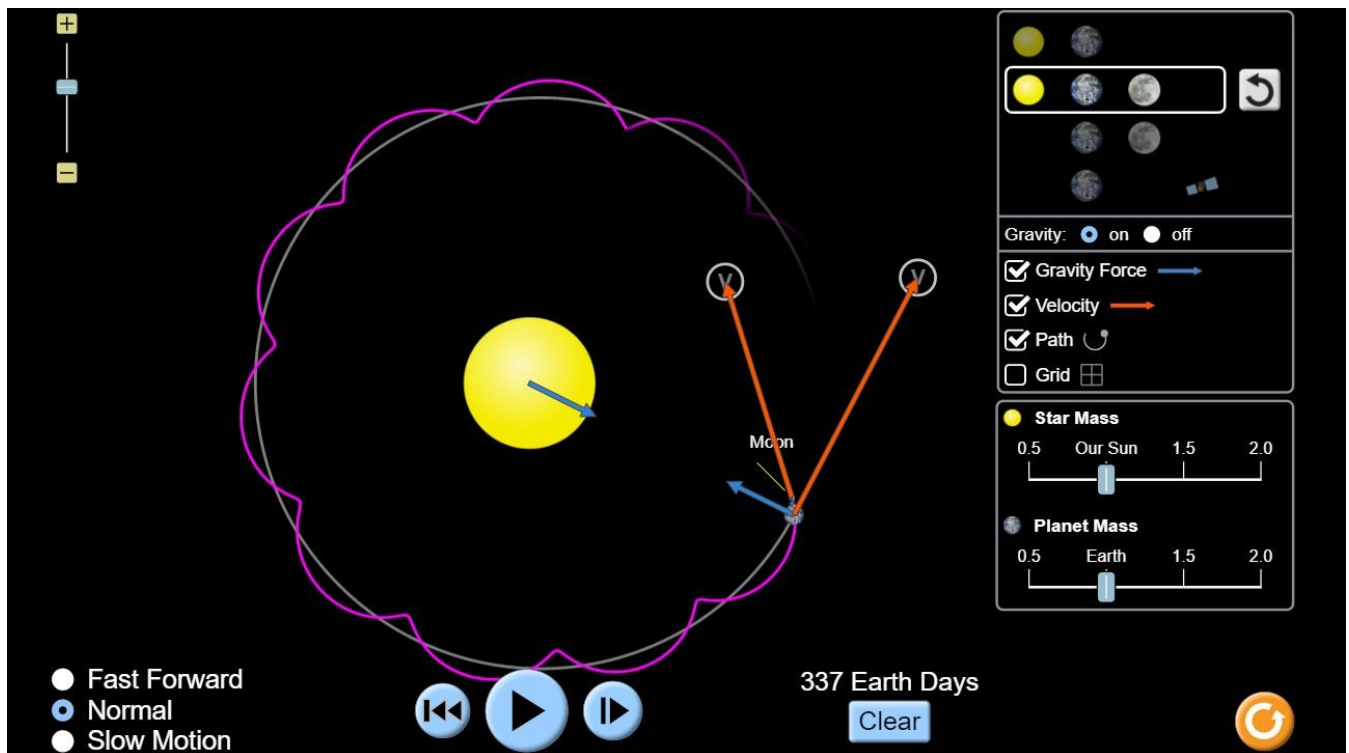 +
−
V
V
Moon
Gravity: on off
Gravity Force
Velocity
Path
Grid
Star Mass
0.5 Our Sun 1.5 2.0
Planet Mass
0.5 Earth 1.5 2.0
Fast Forward
Normal
Slow Motion
337 Earth Days
Clear